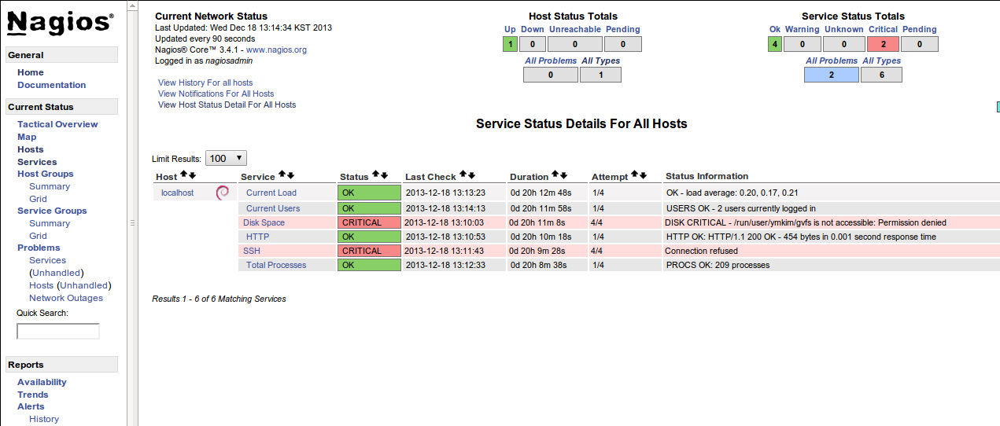 Nagios®
General
Home
Documentation
Current Status
Tactical Overview
Map
Hosts
Services
Host Groups
Summary
Grid
Service Groups
Summary
Grid
Problems
Services
(Unhandled)
Hosts (Unhandled)
Network Outages
Quick Search:
Reports
Availability
Trends
Alerts
History
Current Network Status
Last Updated: Wed Dec 18 13:14:34 KST 2013
Updated every 90 seconds
Nagios® Core™ 3.4.1 - www.nagios.org
Logged in as nagiosadmin
View History For all hosts
View Notifications For All Hosts
View Host Status Detail For All Hosts
Host Status Totals
Up Down Unreachable Pending
1 0 0 0
All Problems All Types
0 1
Service Status Totals
Ok Warning Unknown Critical Pending
4 0 0 2 0
All Problems All Types
2 6
Service Status Details For All Hosts
Limit Results: 100
Host Service Status Last Check Duration Attempt Status Information
localhost Current Load OK 2013-12-18 13:13:23 0d 20h 12m 48s 1/4 OK - load average: 0.20, 0.17, 0.21
Current Users OK 2013-12-18 13:14:13 0d 20h 11m 58s 1/4 USERS OK - 2 users currently logged in
Disk Space CRITICAL 2013-12-18 13:10:03 0d 20h 11m 8s 4/4 DISK CRITICAL - /run/user/ymkim/gvfs is not accessible: Permission denied
HTTP OK 2013-12-18 13:10:53 0d 20h 10m 18s 1/4 HTTP OK: HTTP/1.1 200 OK - 454 bytes in 0.001 second response time
SSH CRITICAL 2013-12-18 13:11:43 0d 20h 9m 28s 4/4 Connection refused
Total Processes OK 2013-12-18 13:12:33 0d 20h 8m 38s 1/4 PROCS OK: 209 processes
Results 1 - 6 of 6 Matching Services